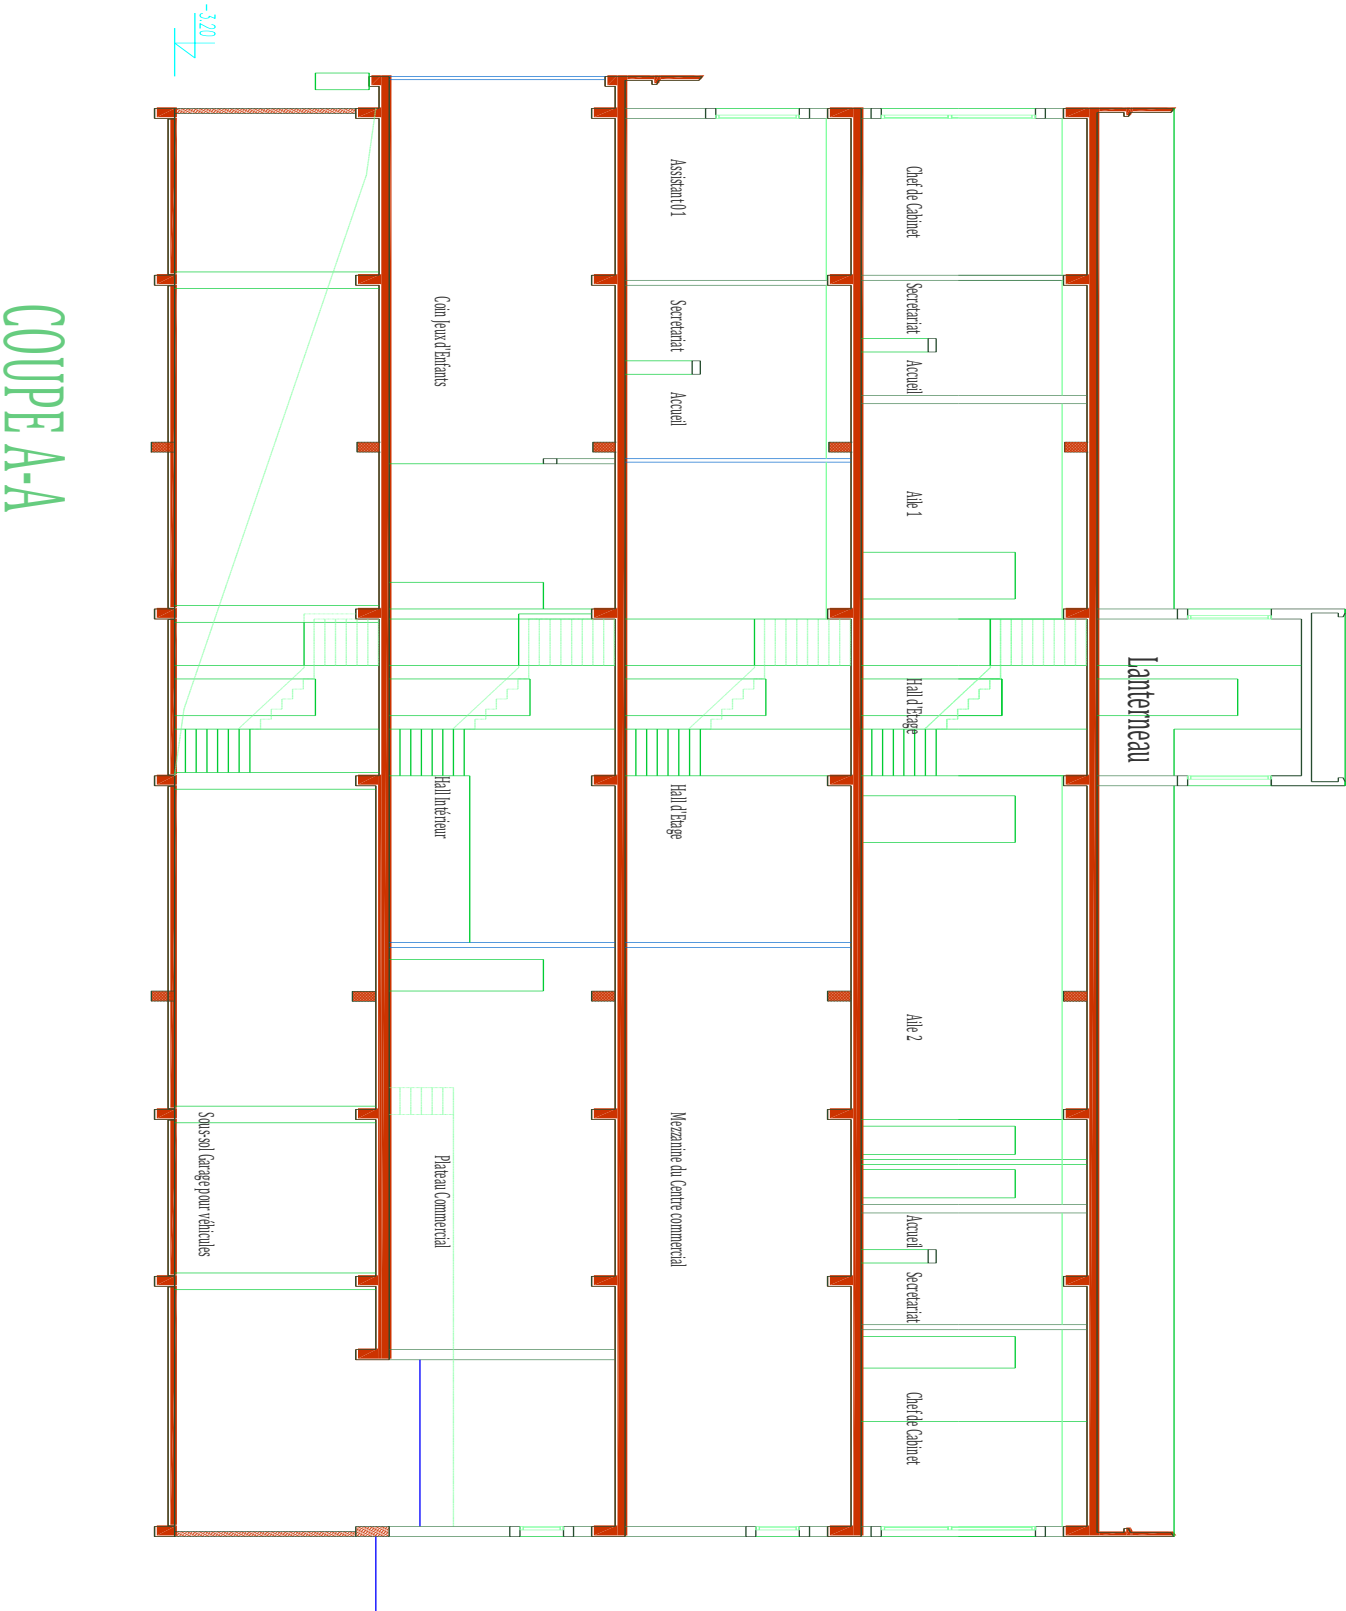 Lanterneau
Chef de Cabinet
Secretariat
Accueil
Aile 1
Hall d'Etage
Aile 2
Accueil
Secretariat
Chef de Cabinet
Assistant 01
Secretariat
Accueil
Hall d'Etage
Mezzanine du Centre commercial
Coin Jeux d'Enfants
Hall Intérieur
Plateau Commercial
-3.20
Sous-sol Garage pour véhicules
COUPE A-A